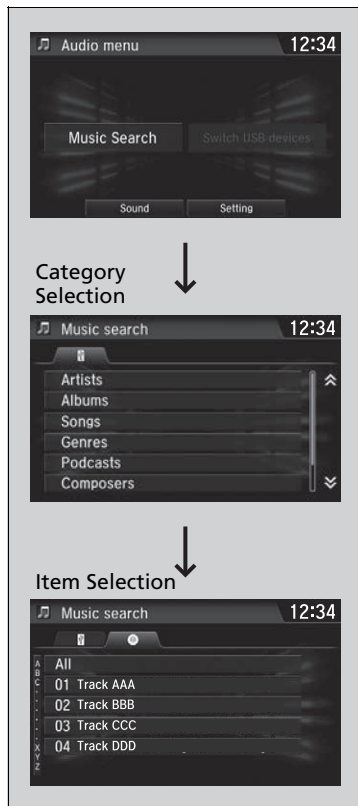 Audio menu 12:34
Music Search Switch USB devices
Sound Setting
Category
Selection
Music search 12:34
Artists
Albums
Songs
Genres
Podcasts
Composers
Item Selection
Music search 12:34
A
B
C
All
01 Track AAA
02 Track BBB
03 Track CCC
04 Track DDD
X
Y
Z